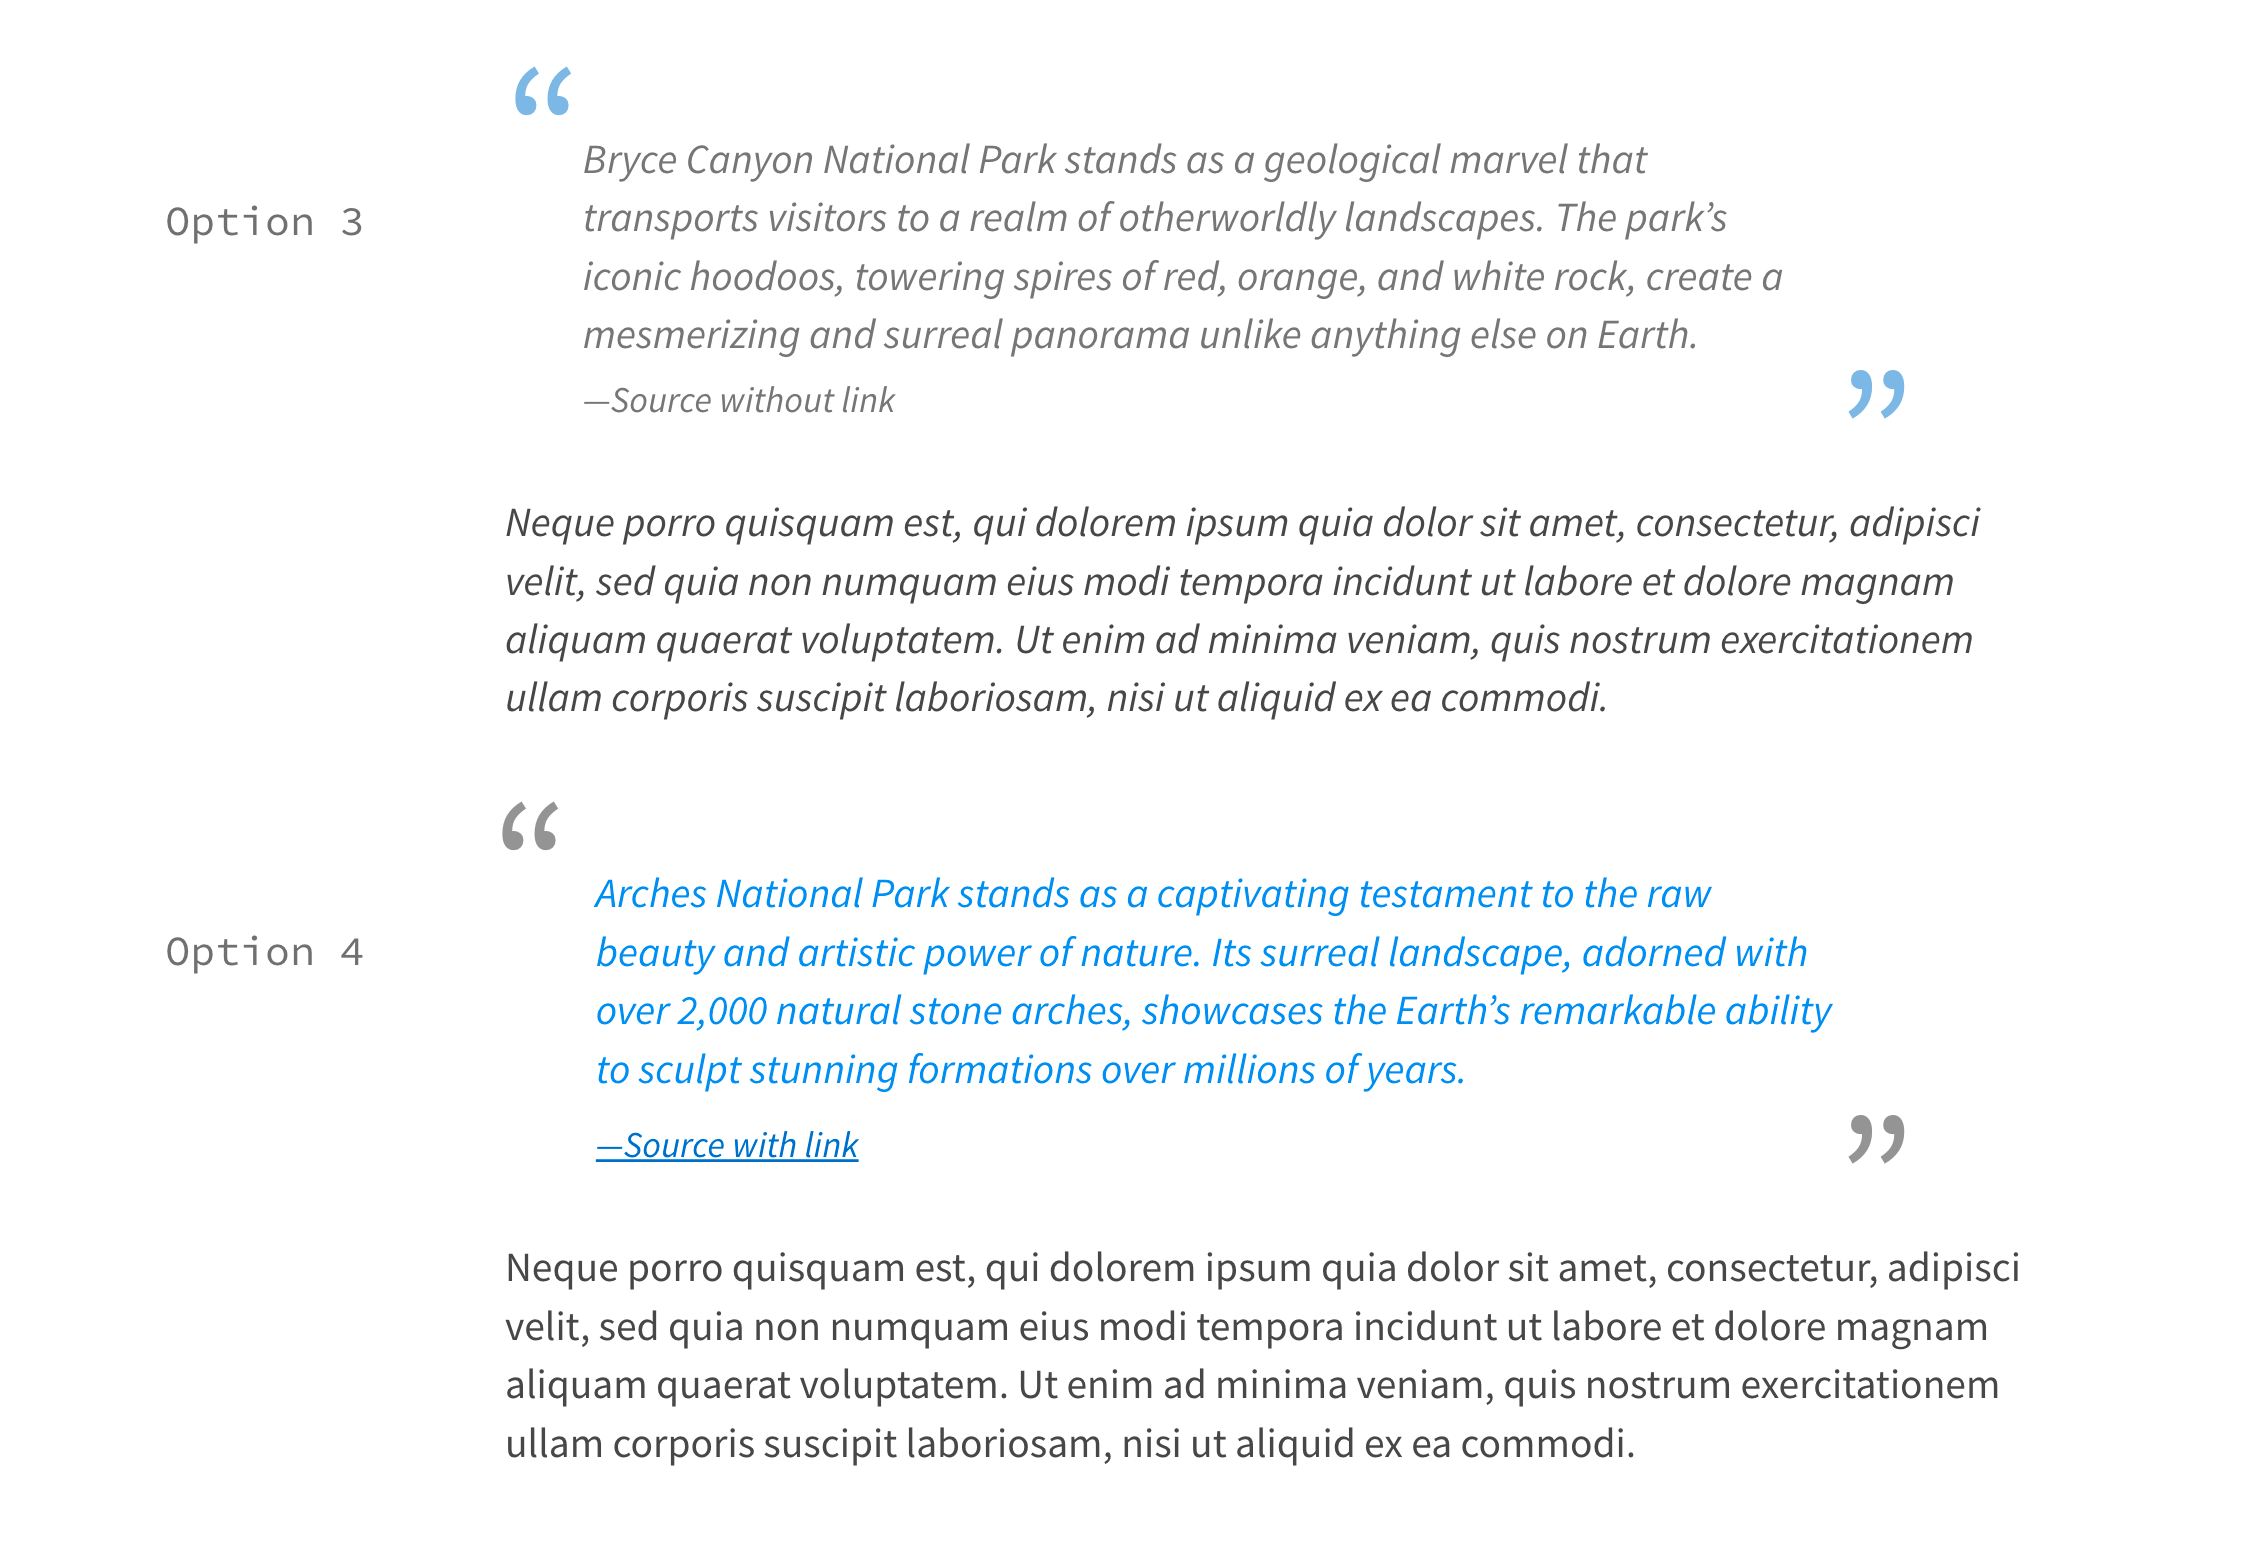 “
Bryce Canyon National Park stands as a geological marvel that
Option 3
transports visitors to a realm of otherworldly landscapes. The park’s
iconic hoodoos, towering spires of red, orange, and white rock, create a
mesmerizing and surreal panorama unlike anything else on Earth.
—Source without link
”
Neque porro quisquam est, qui dolorem ipsum quia dolor sit amet, consectetur, adipisci
velit, sed quia non numquam eius modi tempora incidunt ut labore et dolore magnam
aliquam quaerat voluptatem. Ut enim ad minima veniam, quis nostrum exercitationem
ullam corporis suscipit laboriosam, nisi ut aliquid ex ea commodi.
“
Arches National Park stands as a captivating testament to the raw
Option 4
beauty and artistic power of nature. Its surreal landscape, adorned with
over 2,000 natural stone arches, showcases the Earth’s remarkable ability
to sculpt stunning formations over millions of years.
—Source with link
”
Neque porro quisquam est, qui dolorem ipsum quia dolor sit amet, consectetur, adipisci
velit, sed quia non numquam eius modi tempora incidunt ut labore et dolore magnam
aliquam quaerat voluptatem. Ut enim ad minima veniam, quis nostrum exercitationem
ullam corporis suscipit laboriosam, nisi ut aliquid ex ea commodi.